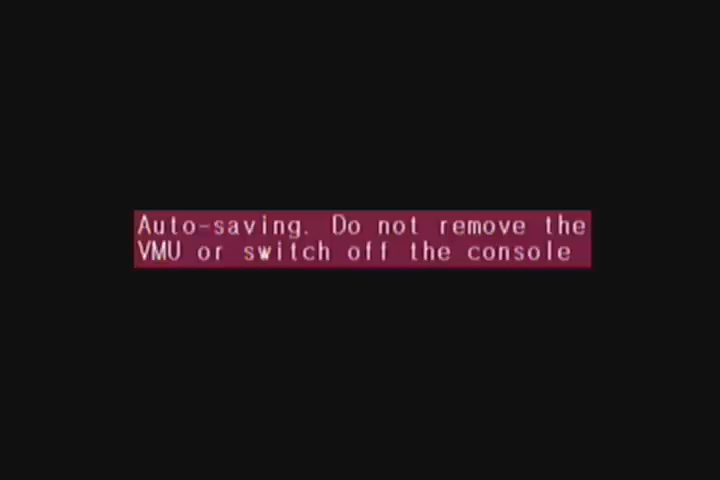 Auto-saving. Do not remove the
VMU or switch off the console